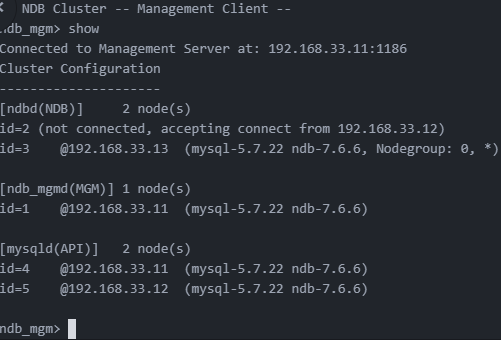 NDB Cluster -- Management Client --
ndb_mgm> show
Connected to Management Server at: 192.168.33.11:1186
Cluster Configuration
---------------------
[ndbd(NDB)]     2 node(s)
id=2 (not connected, accepting connect from 192.168.33.12)
id=3    @192.168.33.13  (mysql-5.7.22 ndb-7.6.6, Nodegroup: 0, *)
[ndb_mgmd(MGM)] 1 node(s)
id=1    @192.168.33.11  (mysql-5.7.22 ndb-7.6.6)
[mysqld(API)]   2 node(s)
id=4    @192.168.33.11  (mysql-5.7.22 ndb-7.6.6)
id=5    @192.168.33.12  (mysql-5.7.22 ndb-7.6.6)
ndb_mgm>